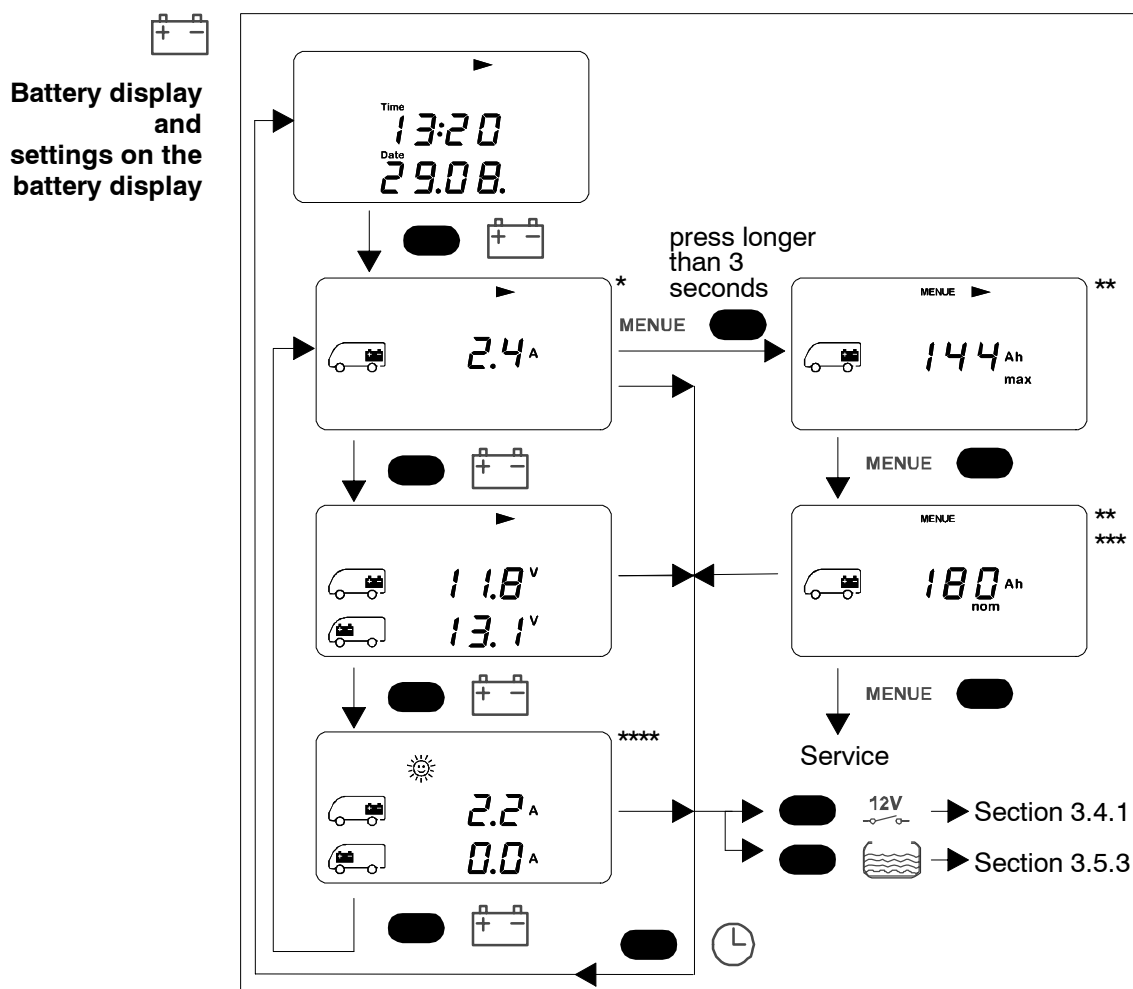 Battery display
and
settings on the
battery display
Time
13:20
Date
29.08.
+ −
press longer
than 3
seconds
*
MENUE
2.4 A
MENUE
**
144 Ah
max
+ −
MENUE
11.8 V
13.1 V
MENUE
**
***
180 Ah
nom
+ −
MENUE
****
2.2 A
0.0 A
Service
12V
Section 3.4.1
Section 3.5.3
+ −
+ −